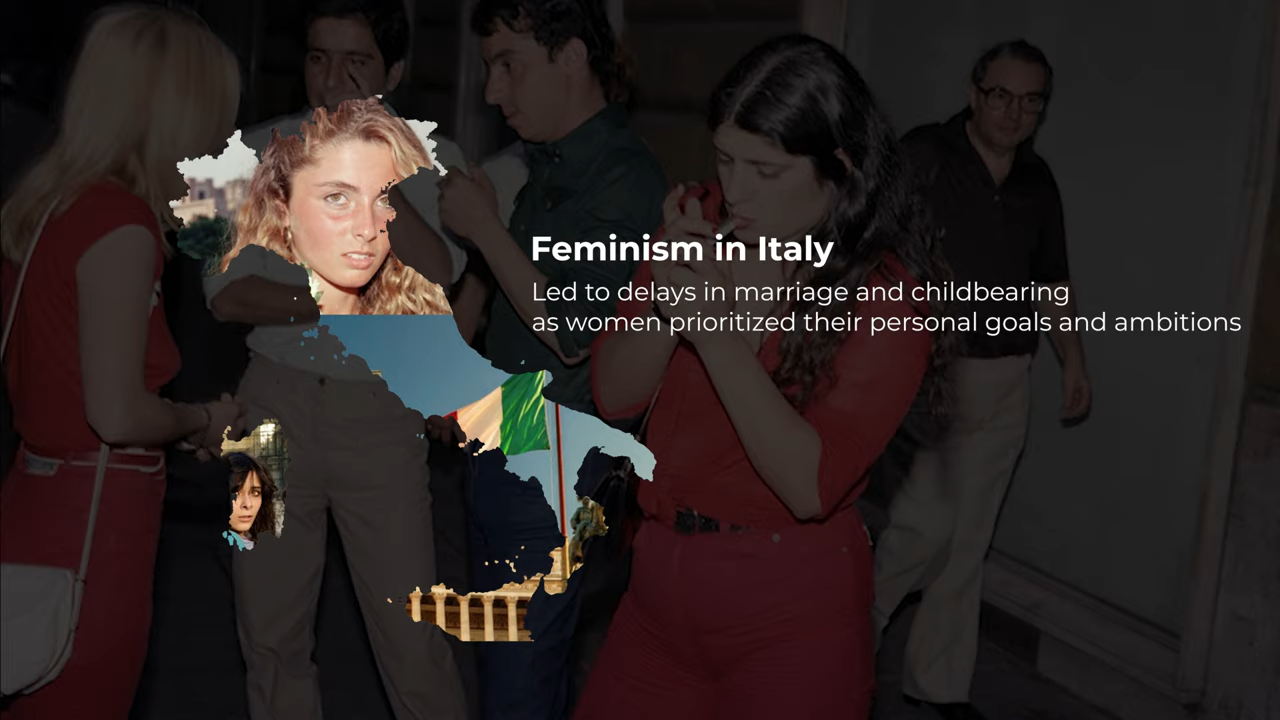 Feminism in Italy
Led to delays in marriage and childbearing
as women prioritized their personal goals and ambitions